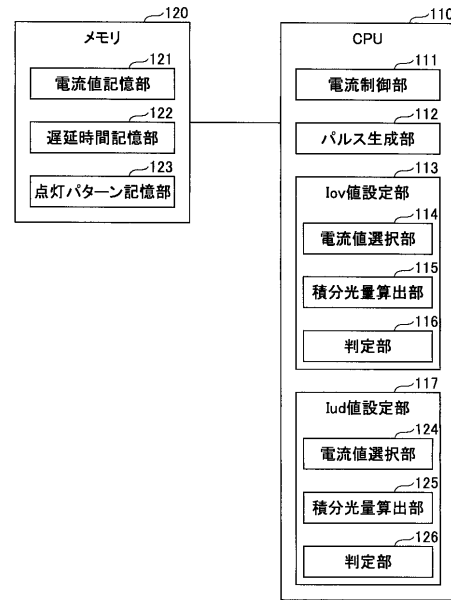 120
メモリ
121
電流値記憶部
122
遅延時間記憶部
123
点灯パターン記憶部
110
CPU
111
電流制御部
112
パルス生成部
113
Iov値設定部
114
電流値選択部
115
積分光量算出部
116
判定部
117
Iud値設定部
124
電流値選択部
125
積分光量算出部
126
判定部